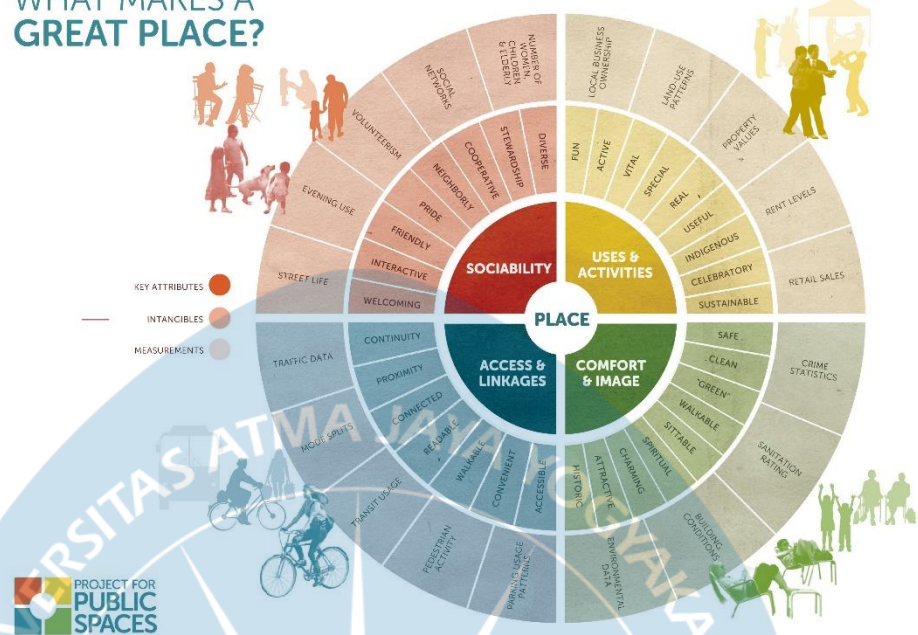 WHAT MAKES A
GREAT PLACE?
KEY ATTRIBUTES
INTANGIBLES
MEASUREMENTS
PLACE
SOCIABILITY
USES &
ACTIVITIES
ACCESS &
LINKAGES
COMFORT
& IMAGE
WELCOMING
INTERACTIVE
FRIENDLY
PRIDE
NEIGHBORLY
COOPERATIVE
STEWARDSHIP
DIVERSE
STREET LIFE
EVENING USE
VOLUNTEERISM
SOCIAL
NETWORKS
NUMBER OF
WOMEN,
CHILDREN
& ELDERLY
FUN
ACTIVE
VITAL
SPECIAL
REAL
USEFUL
INDIGENOUS
CELEBRATORY
SUSTAINABLE
LOCAL BUSINESS
OWNERSHIP
LAND-USE
PATTERNS
PROPERTY
VALUES
RENT LEVELS
RETAIL SALES
SAFE
CLEAN
"GREEN"
WALKABLE
SITTABLE
SPIRITUAL
CHARMING
ATTRACTIVE
HISTORIC
CRIME
STATISTICS
SANITATION
RATING
BUILDING
CONDITIONS
ENVIRONMENTAL
DATA
CONTINUITY
PROXIMITY
CONNECTED
READABLE
WALKABLE
CONVENIENT
ACCESSIBLE
TRAFFIC DATA
MODE SPLITS
TRANSIT USAGE
PEDESTRIAN
ACTIVITY
PARKING USAGE
PATTERNS
ERSITAS ATMA JAYA YOGYAKA
PROJECT FOR
PUBLIC
SPACES